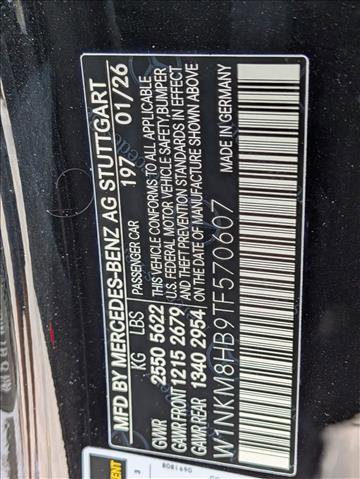 MFD BY MERCEDES-BENZ AG STUTTGART
197 01/26
KG LBS PASSENGER CAR
GVWR 2550 5622 THIS VEHICLE CONFORMS TO ALL APPLICABLE
U.S. FEDERAL MOTOR VEHICLE SAFETY, BUMPER
GAWR FRONT 1215 2679 AND THEFT PREVENTION STANDARDS IN EFFECT
GAWR REAR 1340 2954 ON THE DATE OF MANUFACTURE SHOWN ABOVE
W1NKM8HB9TF570607 MADE IN GERMANY
3